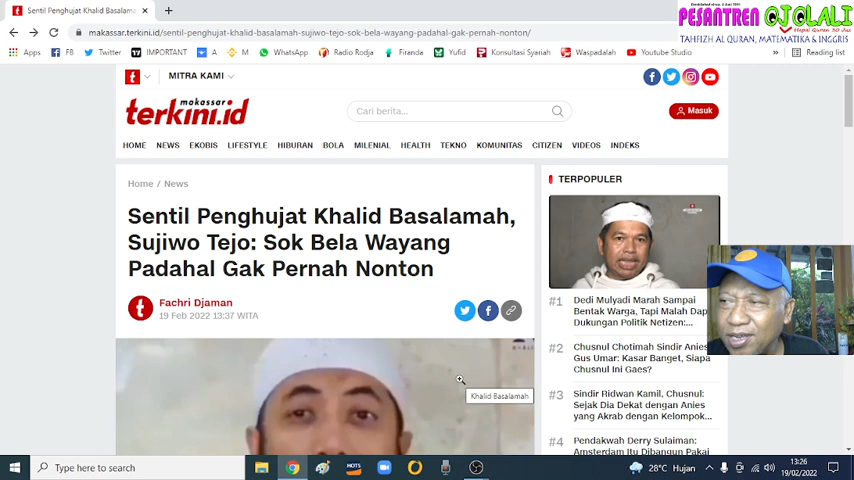 Sentil Penghujat Khalid Basalama
PESANTREN OJOLALI
Hapal Quran 30 Jus
TAHFIZH AL QURAN, MATEMATIKA & INGGRIS
makassar.terkini.id/sentil-penghujat-khalid-basalamah-sujiwo-tejo-sok-bela-wayang-padahal-gak-pernah-nonton/
Apps FB Twitter IMPORTANT A M WhatsApp Radio Rodja Firanda Yufid Konsultasi Syariah Waspadalah YouTube Studio » Reading list
MITRA KAMI
makassar
terkini.id
Cari berita...
Masuk
HOME NEWS EKOBIS LIFESTYLE HIBURAN BOLA MILENIAL HEALTH TEKNO KOMUNITAS CITIZEN VIDEOS INDEKS
Home / News
Sentil Penghujat Khalid Basalamah,
Sujiwo Tejo: Sok Bela Wayang
Padahal Gak Pernah Nonton
Fachri Djaman
19 Feb 2022 13:37 WITA
Khalid Basalamah
TERPOPULER
#1 Dedi Mulyadi Marah Sampai
Bentak Warga, Tapi Malah Dap
Dukungan Politik Netizen:...
#2 Chusnul Chotimah Sindir Anies
Gus Umar: Kasar Banget, Siapa
Chusnul Ini Gaes?
#3 Sindir Ridwan Kamil, Chusnul:
Sejak Dia Dekat dengan Anies
yang Akrab dengan Kelompok...
#4 Pendakwah Derry Sulaiman:
Amsterdam Itu Dibangun Pakai
Type here to search
HOTS
28°C Hujan
13:26
19/02/2022